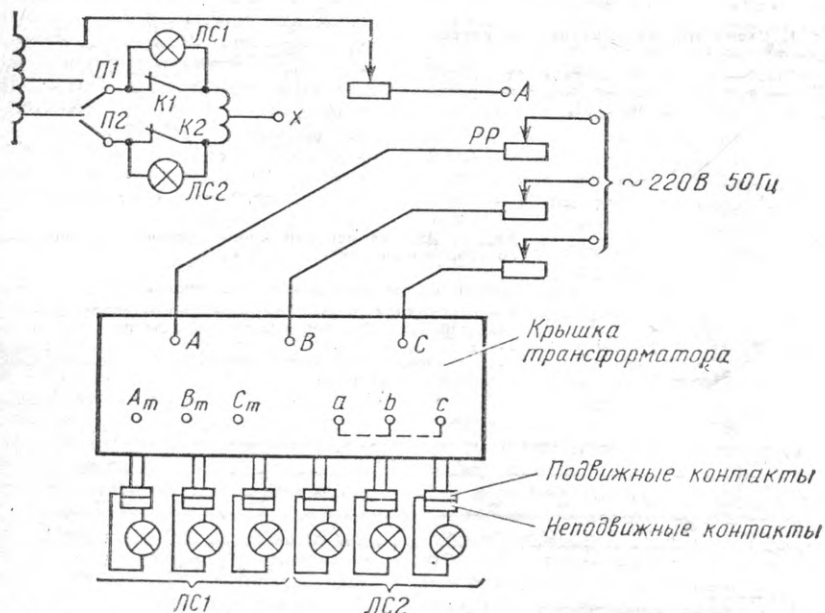 ЛС1
П1
К1
А
П2
К2
х
РР
ЛС2
~ 220В 50Гц
А В С
Крышка
трансформатора
Am Bm Cm a b c
Подвижные контакты
Неподвижные контакты
ЛС1 ЛС2